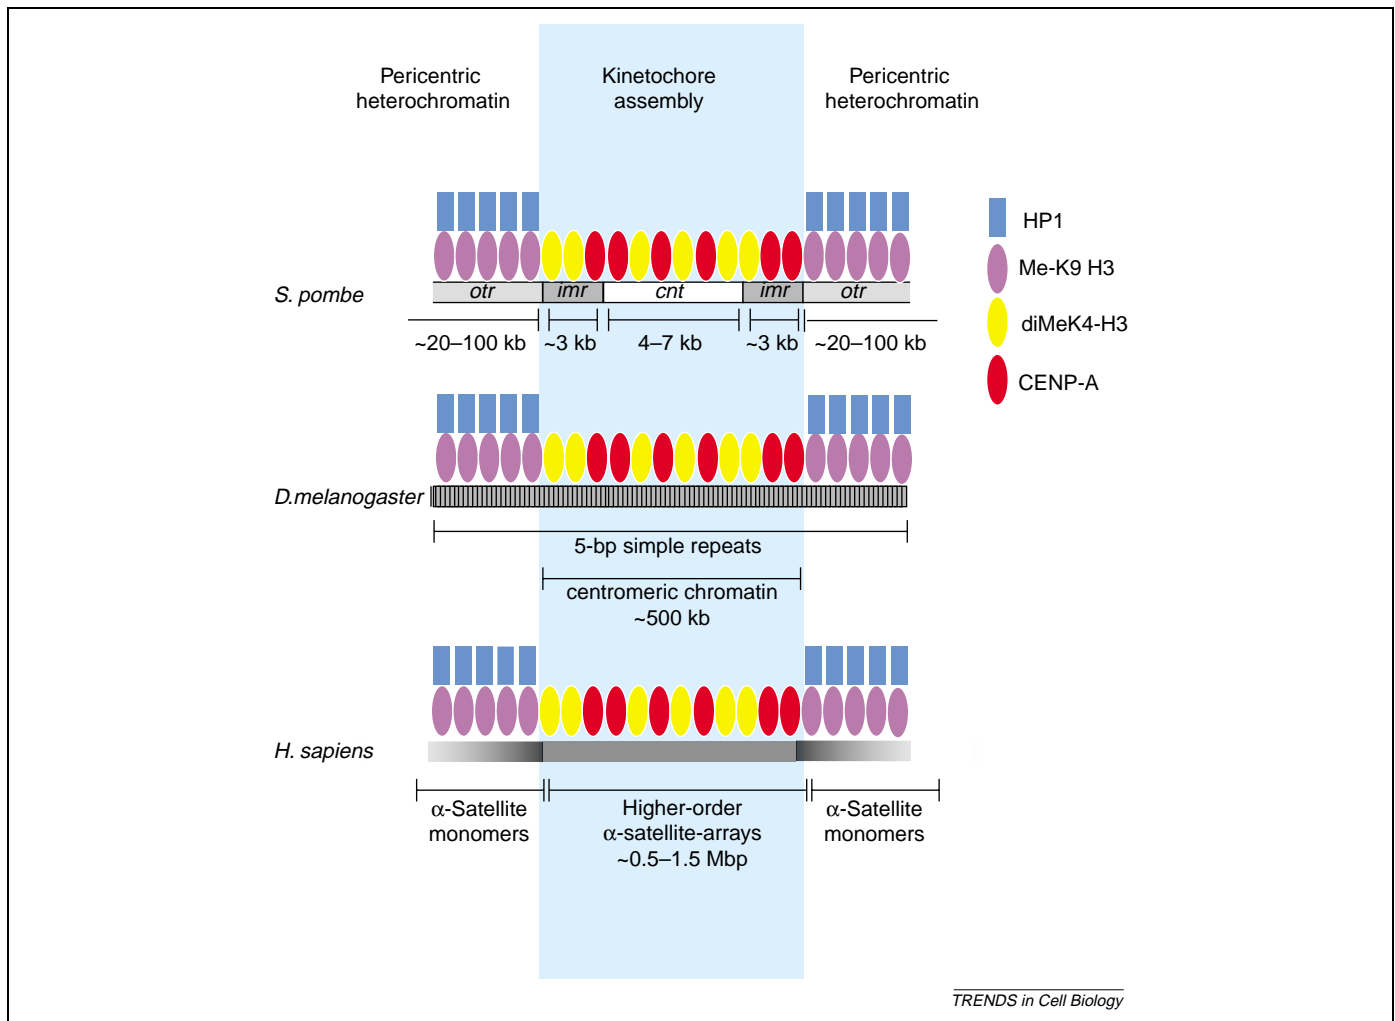 Pericentric
heterochromatin
Kinetochore
assembly
Pericentric
heterochromatin
HP1
Me-K9 H3
diMeK4-H3
CENP-A
S. pombe
otr
imr
cnt
imr
otr
~20–100 kb
~3 kb
4–7 kb
~3 kb
~20–100 kb
D.melanogaster
5-bp simple repeats
centromeric chromatin
~500 kb
H. sapiens
α-Satellite
monomers
Higher-order
α-satellite-arrays
~0.5–1.5 Mbp
α-Satellite
monomers
TRENDS in Cell Biology